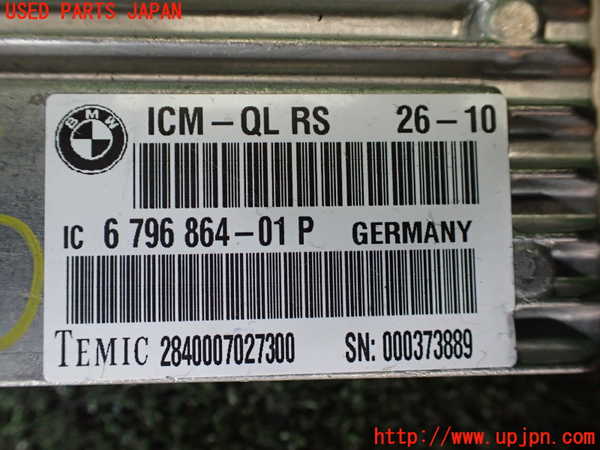 USED PARTS JAPAN
BMW
ICM-QL RS 26-10
IC 6 796 864-01 P GERMANY
TEMIC 2840007027300 SN: 000373889
http://www.upjpn.com